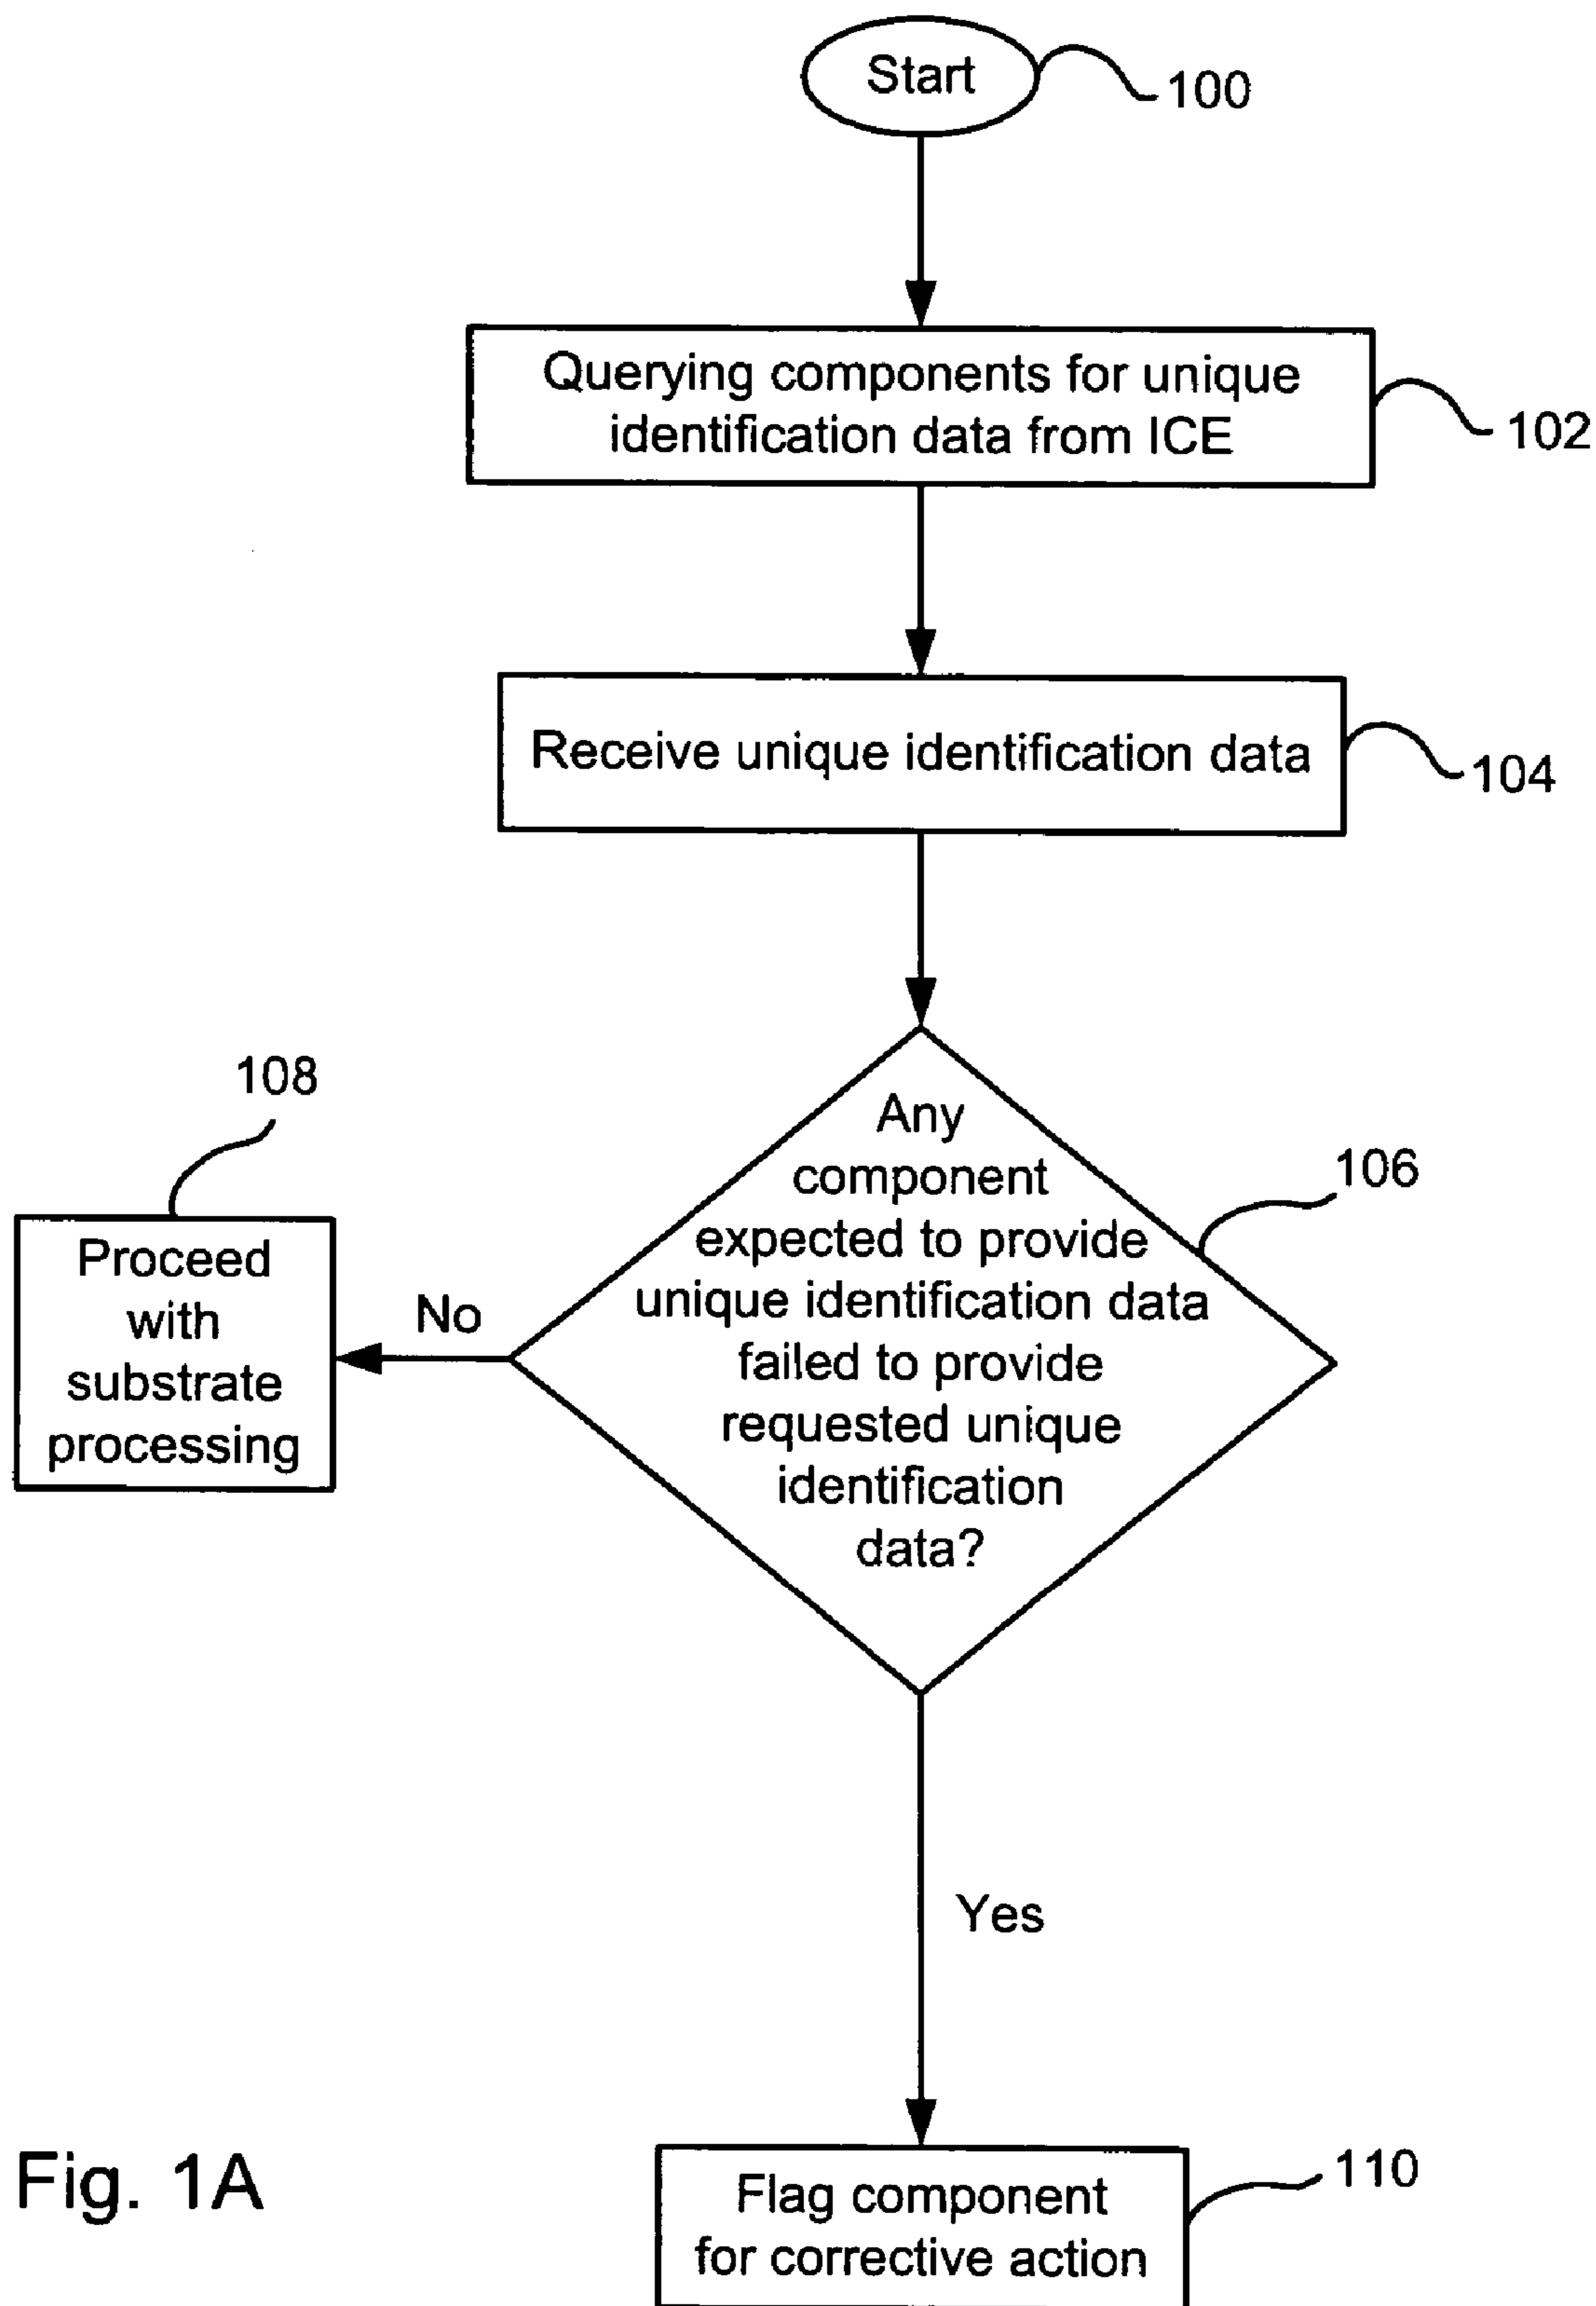 Start
100
Querying components for unique
identification data from ICE
102
Receive unique identification data
104
108
Any
component
expected to provide
unique identification data
failed to provide
requested unique
identification
data?
106
Proceed
with
substrate
processing
No
Yes
Fig. 1A
Flag component
for corrective action
110